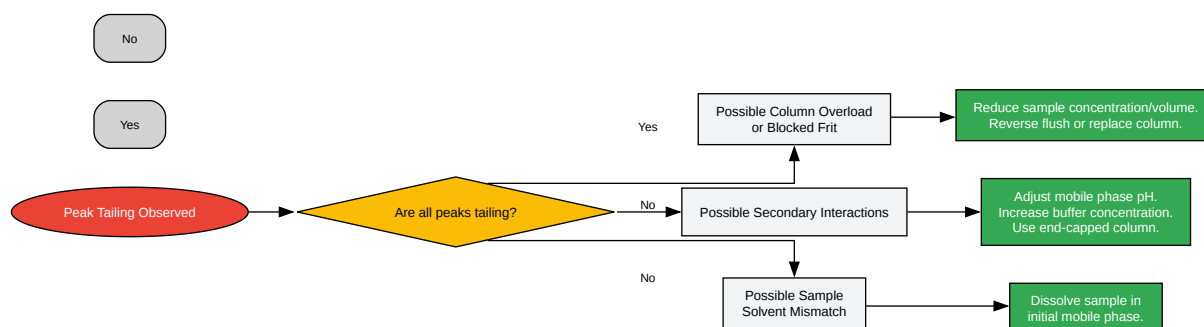 No
Yes
Peak Tailing Observed
Are all peaks tailing?
Yes
Possible Column Overload
or Blocked Frit
Reduce sample concentration/volume.
Reverse flush or replace column.
No
Possible Secondary Interactions
Adjust mobile phase pH.
Increase buffer concentration.
Use end-capped column.
No
Possible Sample
Solvent Mismatch
Dissolve sample in
initial mobile phase.